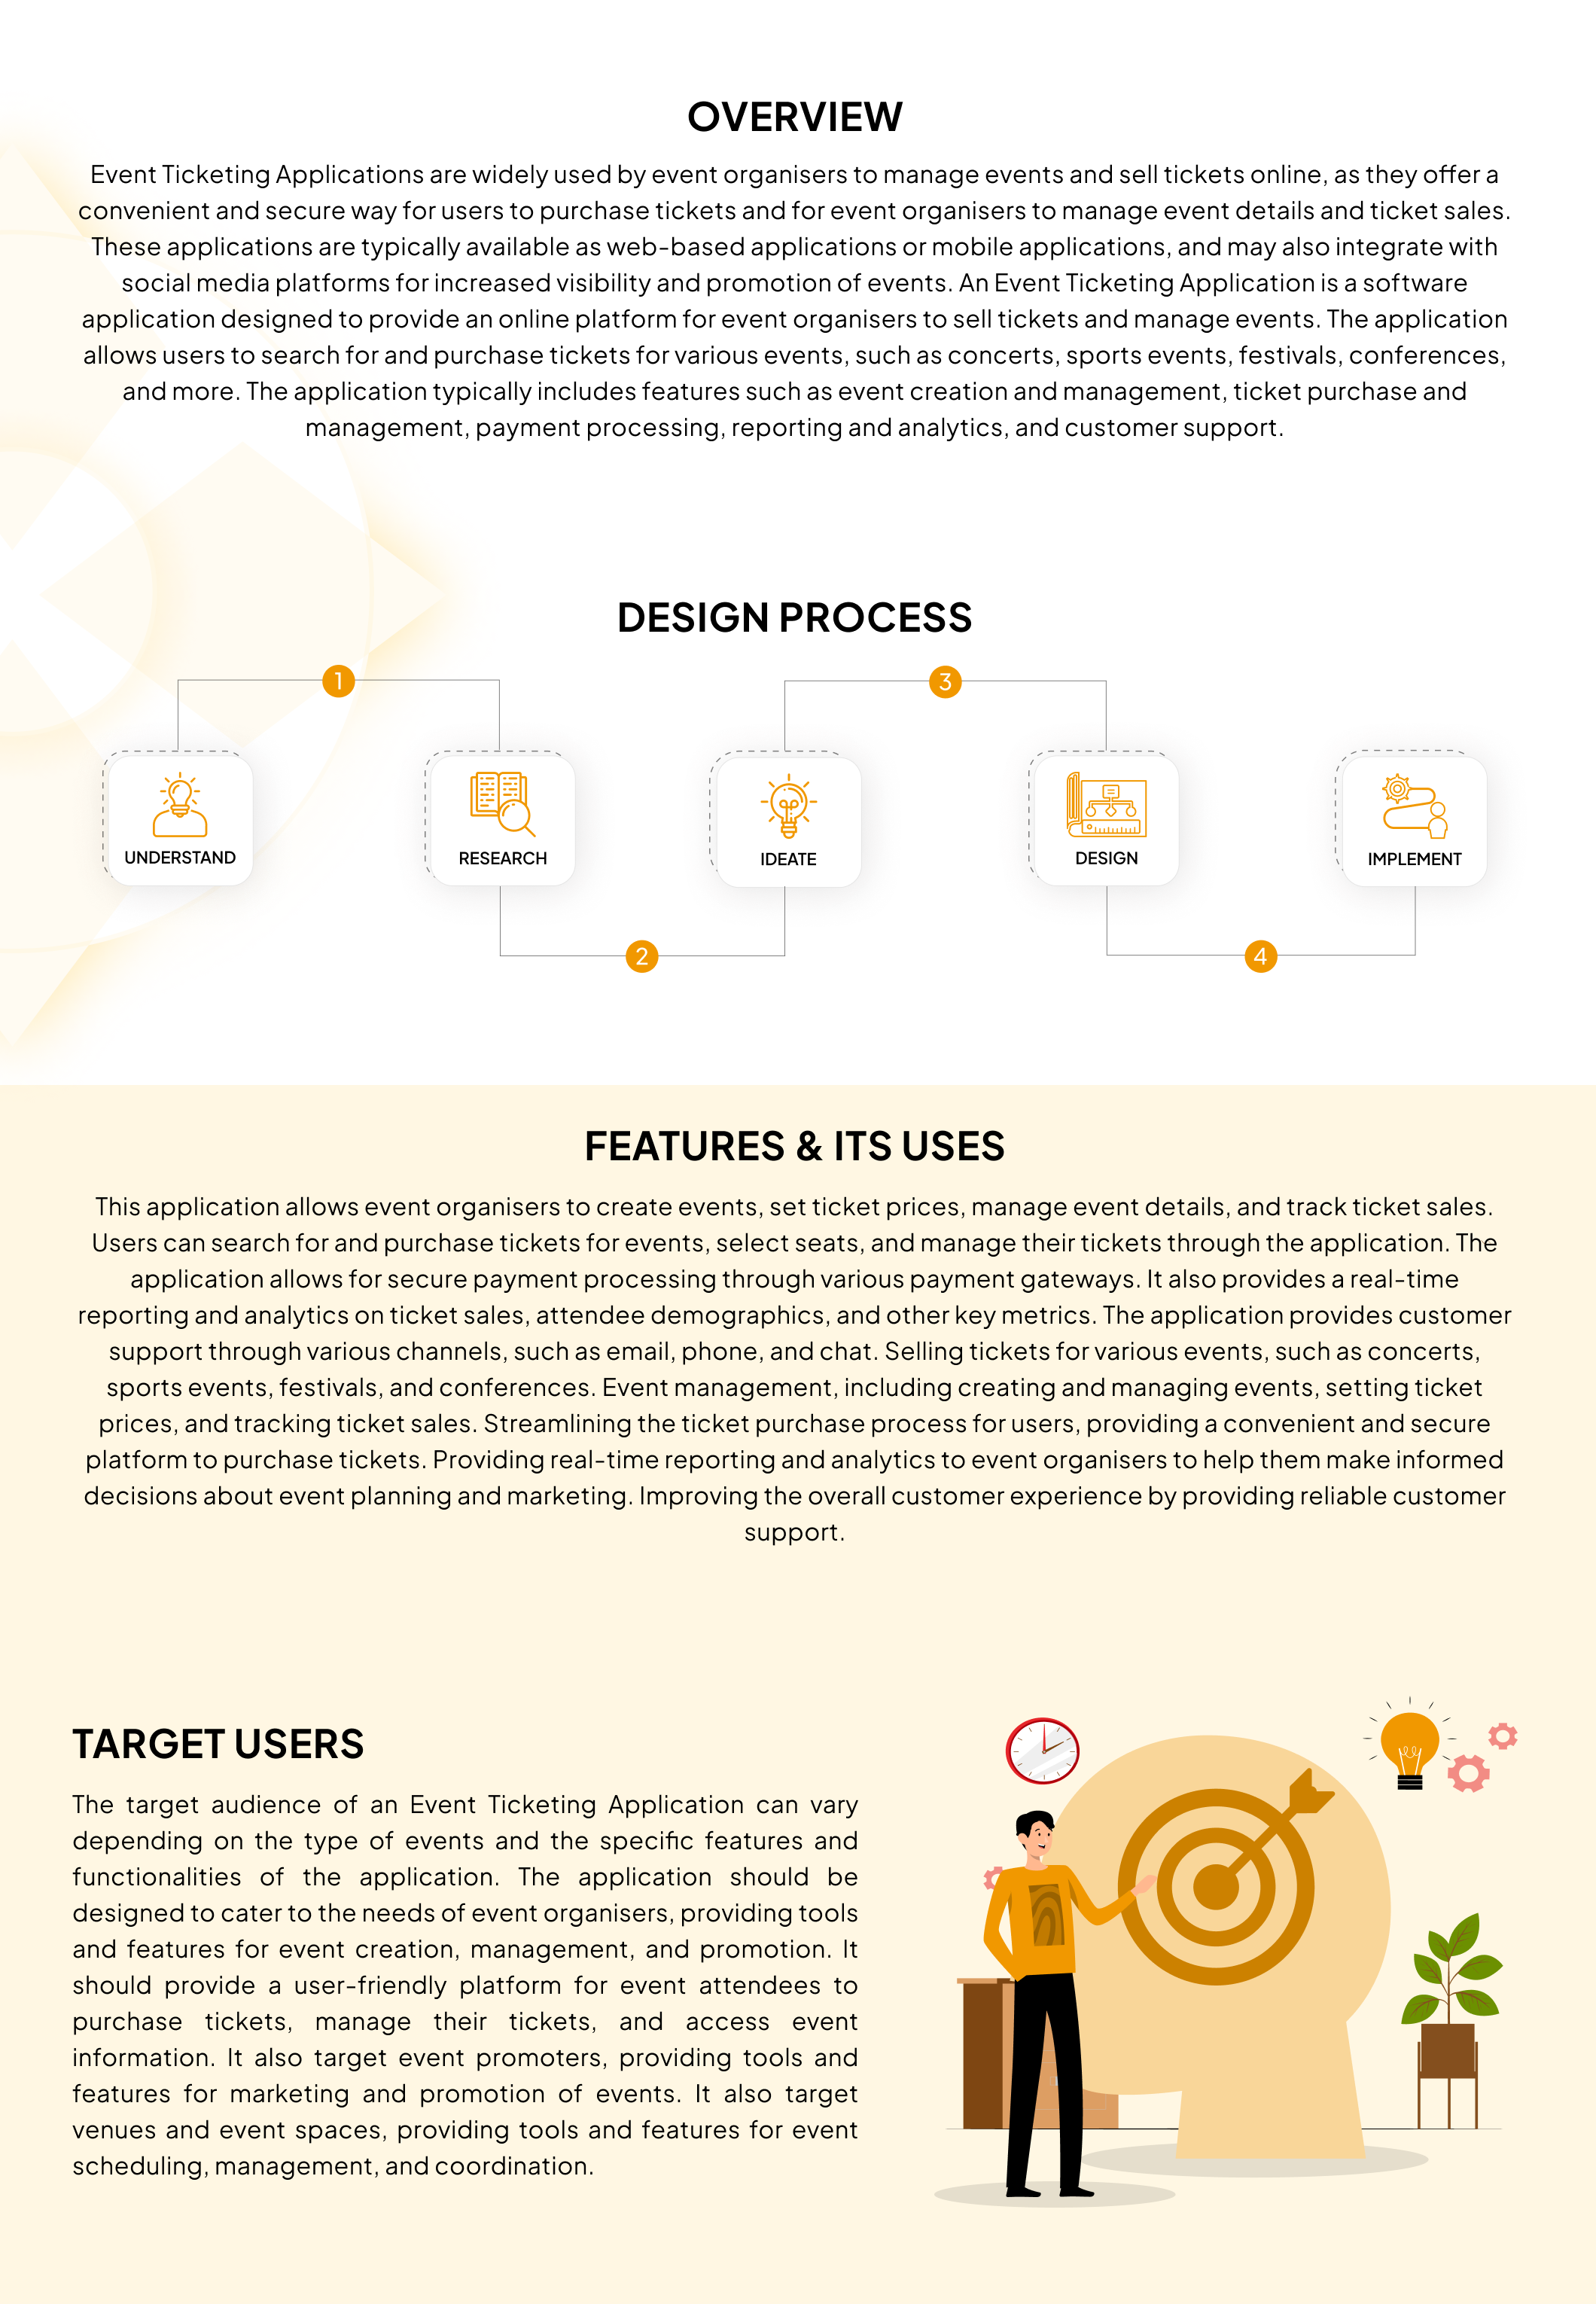 OVERVIEW
Event Ticketing Applications are widely used by event organisers to manage events and sell tickets online, as they offer a
convenient and secure way for users to purchase tickets and for event organisers to manage event details and ticket sales.
These applications are typically available as web-based applications or mobile applications, and may also integrate with
social media platforms for increased visibility and promotion of events. An Event Ticketing Application is a software
application designed to provide an online platform for event organisers to sell tickets and manage events. The application
allows users to search for and purchase tickets for various events, such as concerts, sports events, festivals, conferences,
and more. The application typically includes features such as event creation and management, ticket purchase and
management, payment processing, reporting and analytics, and customer support.
DESIGN PROCESS
1
3
UNDERSTAND
RESEARCH
IDEATE
DESIGN
IMPLEMENT
2
4
FEATURES & ITS USES
This application allows event organisers to create events, set ticket prices, manage event details, and track ticket sales.
Users can search for and purchase tickets for events, select seats, and manage their tickets through the application. The
application allows for secure payment processing through various payment gateways. It also provides a real-time
reporting and analytics on ticket sales, attendee demographics, and other key metrics. The application provides customer
support through various channels, such as email, phone, and chat. Selling tickets for various events, such as concerts,
sports events, festivals, and conferences. Event management, including creating and managing events, setting ticket
prices, and tracking ticket sales. Streamlining the ticket purchase process for users, providing a convenient and secure
platform to purchase tickets. Providing real-time reporting and analytics to event organisers to help them make informed
decisions about event planning and marketing. Improving the overall customer experience by providing reliable customer
support.
TARGET USERS
The target audience of an Event Ticketing Application can vary
depending on the type of events and the specific features and
functionalities of the application. The application should be
designed to cater to the needs of event organisers, providing tools
and features for event creation, management, and promotion. It
should provide a user-friendly platform for event attendees to
purchase tickets, manage their tickets, and access event
information. It also target event promoters, providing tools and
features for marketing and promotion of events. It also target
venues and event spaces, providing tools and features for event
scheduling, management, and coordination.